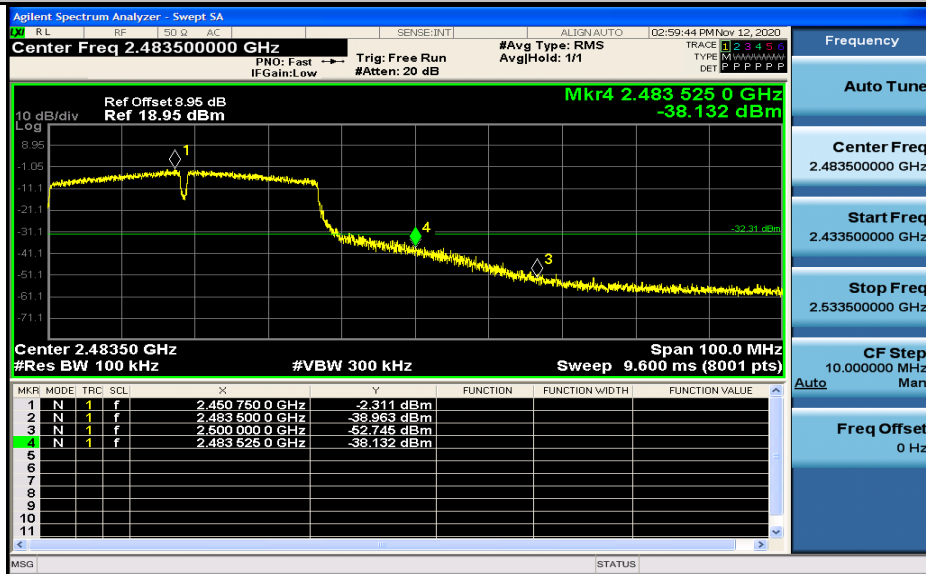 Agilent Spectrum Analyzer - Swept SA
LXI RL RF 50 Ω AC SENSE:INT ALIGN AUTO 02:59:44 PM Nov 12, 2020
Center Freq 2.483500000 GHz
PNO: Fast
IFGain:Low
Trig: Free Run
#Atten: 20 dB
#Avg Type: RMS
Avg|Hold: 1/1
TRACE 1 2 3 4 5 6
TYPE M W W W W W
DET P P P P P P
Frequency
Mkr4 2.483 525 0 GHz
-38.132 dBm
Ref Offset 8.95 dB
10 dB/div Ref 18.95 dBm
Log
8.95
-1.05
-11.1
-21.1
-31.1
-41.1
-51.1
-61.1
-71.1
1
4
3
-32.31 dBm
Center 2.48350 GHz Span 100.0 MHz
#Res BW 100 kHz #VBW 300 kHz Sweep 9.600 ms (8001 pts)
MKR MODE TRC SCL X Y FUNCTION FUNCTION WIDTH FUNCTION VALUE
1 N 1 f 2.450 750 0 GHz -2.311 dBm
2 N 1 f 2.483 500 0 GHz -38.963 dBm
3 N 1 f 2.500 000 0 GHz -52.745 dBm
4 N 1 f 2.483 525 0 GHz -38.132 dBm
5
6
7
8
9
10
11
MSG STATUS
Auto Tune
Center Freq
2.483500000 GHz
Start Freq
2.433500000 GHz
Stop Freq
2.533500000 GHz
CF Step
10.000000 MHz
Auto Man
Freq Offset
0 Hz